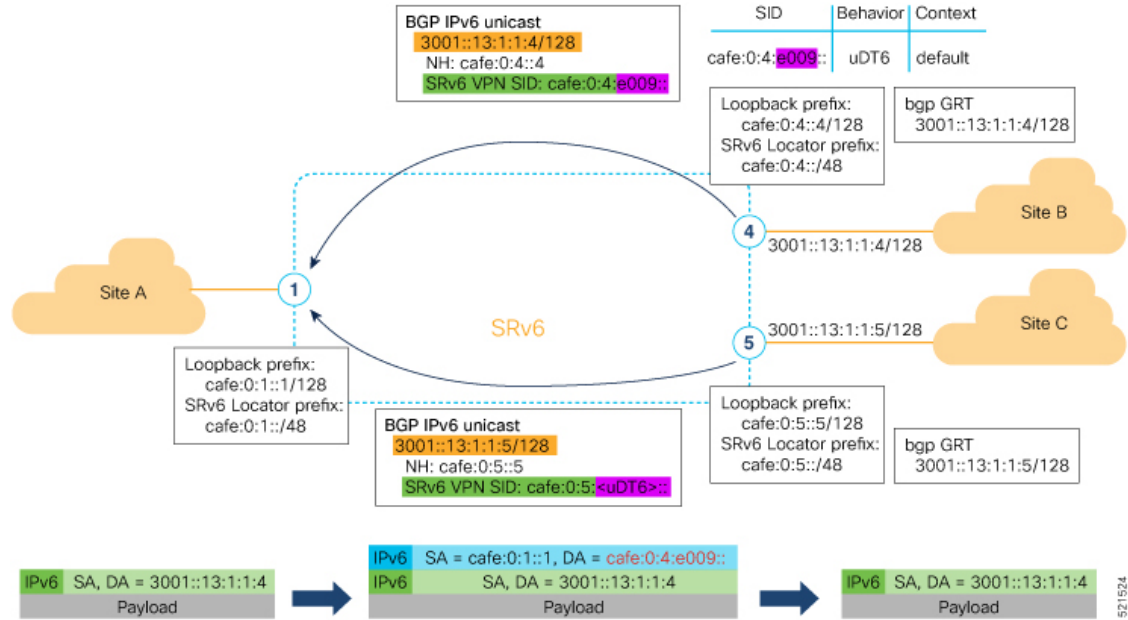 BGP IPv6 unicast
3001::13:1:1:4/128
NH: cafe:0:4::4
SRv6 VPN SID: cafe:0:4:e009::
SID Behavior Context
cafe:0:4:e009:: uDT6 default
Loopback prefix:
cafe:0:4::4/128
SRv6 Locator prefix:
cafe:0:4::/48
bgp GRT
3001::13:1:1:4/128
Site B
4
3001::13:1:1:4/128
Site A
1
SRv6
3001::13:1:1:5/128
5
Site C
Loopback prefix:
cafe:0:1::1/128
SRv6 Locator prefix:
cafe:0:1::/48
BGP IPv6 unicast
3001::13:1:1:5/128
NH: cafe:0:5::5
SRv6 VPN SID: cafe:0:5:<uDT6>::
Loopback prefix:
cafe:0:5::5/128
SRv6 Locator prefix:
cafe:0:5::/48
bgp GRT
3001::13:1:1:5/128
IPv6 SA, DA = 3001::13:1:1:4
Payload
IPv6 SA = cafe:0:1::1, DA = cafe:0:4:e009::
IPv6 SA, DA = 3001::13:1:1:4
Payload
IPv6 SA, DA = 3001::13:1:1:4
Payload
521524